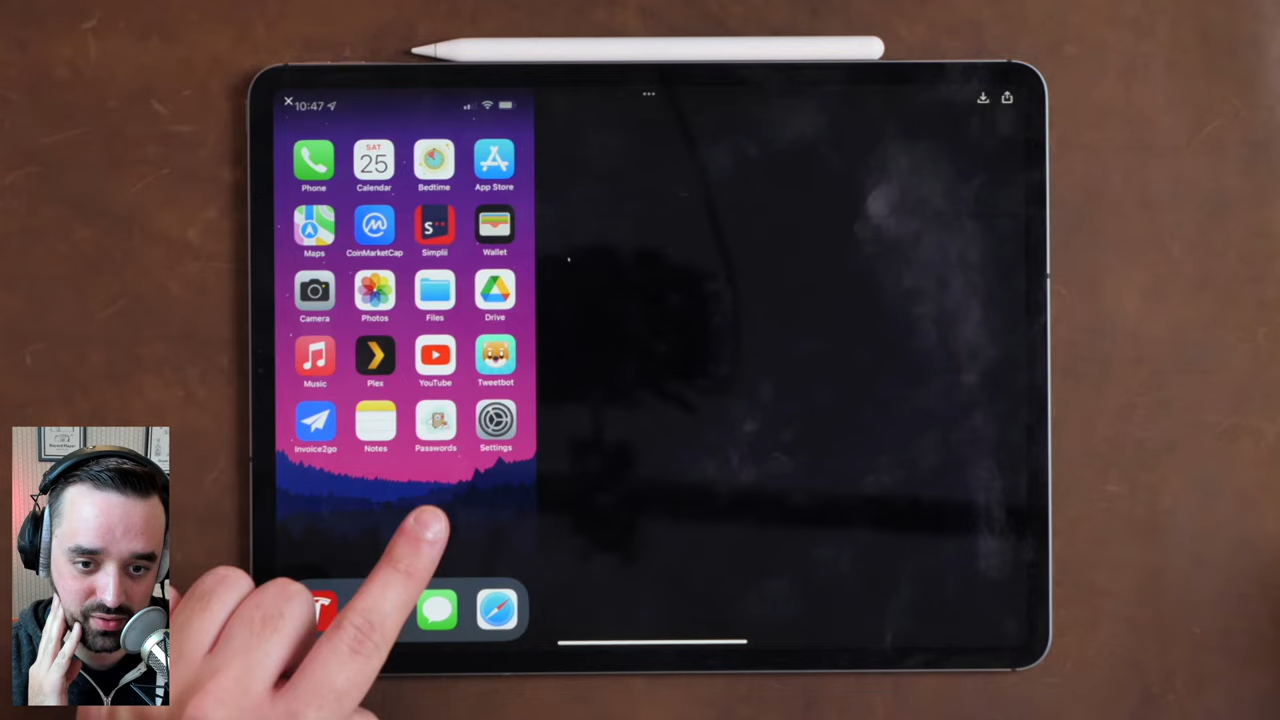 10:47
SAT
25
Phone Calendar Bedtime App Store
S**
Maps CoinMarketCap Simplii Wallet
Camera Photos Files Drive
Music Plex YouTube Tweetbot
Invoice2go Notes Passwords Settings